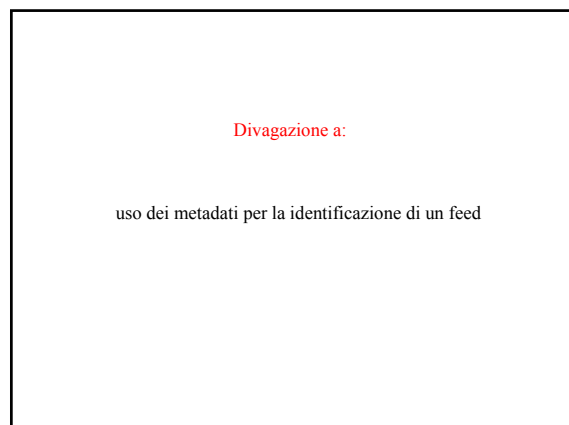 Divagazione a:
uso dei metadati per la identificazione di un feed